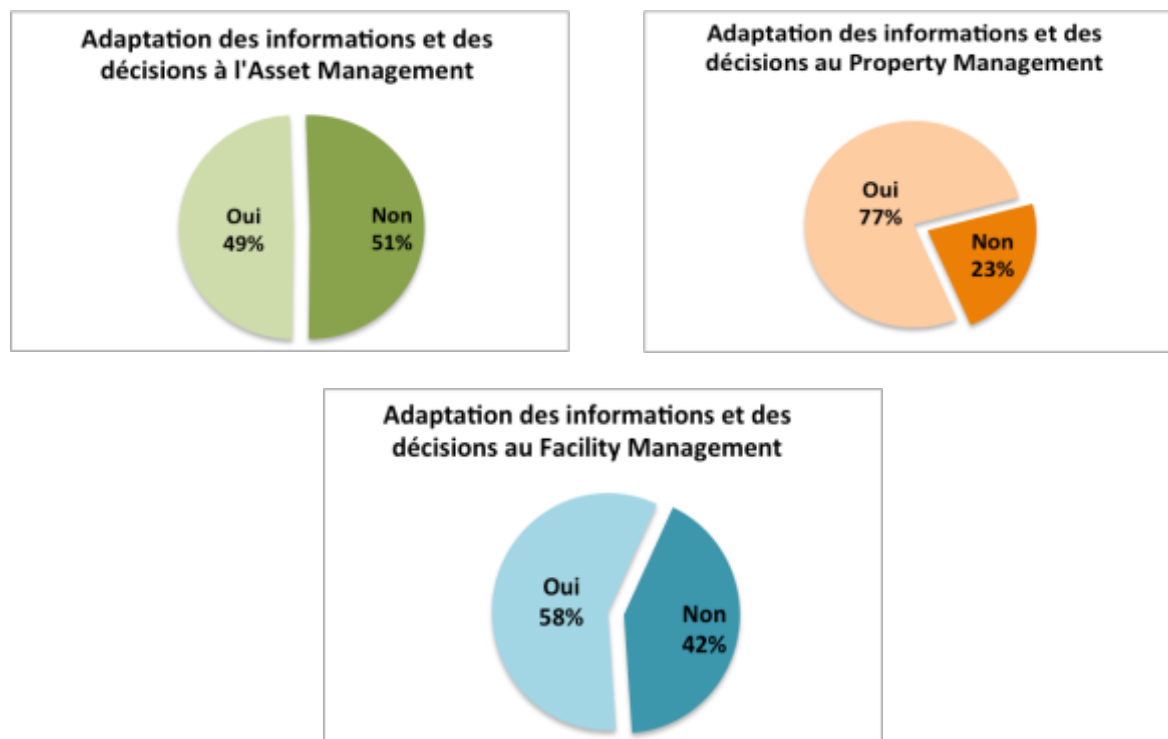 Adaptation des informations et des
décisions à l'Asset Management
Oui
49%
Non
51%
Adaptation des informations et des
décisions au Property Management
Oui
77%
Non
23%
Adaptation des informations et des
décisions au Facility Management
Oui
58%
Non
42%